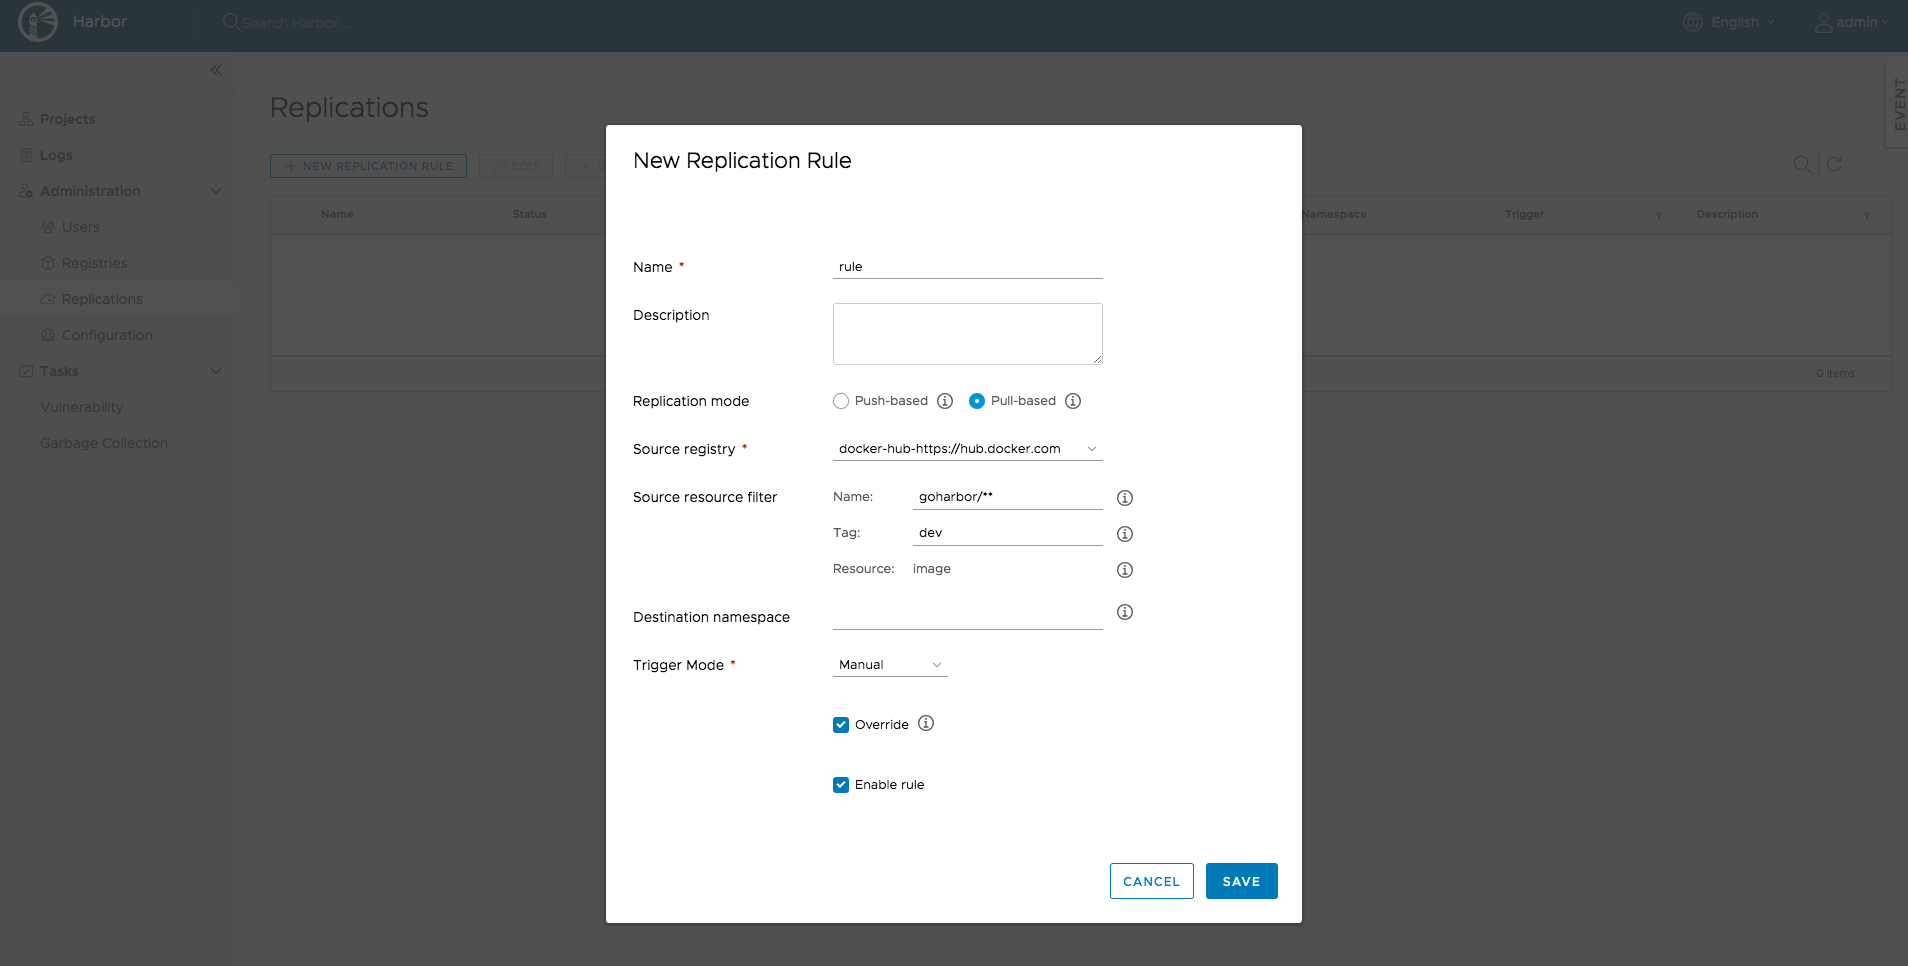 Harbor
Search Harbor...
English
admin
EVENT
Projects
Logs
Administration
Users
Registries
Replications
Configuration
Tasks
Vulnerability
Garbage Collection
Replications
NEW REPLICATION RULE
EDIT
Name
Status
Namespace
Trigger
Description
0 items
New Replication Rule
Name *
rule
Description
Replication mode
Push-based
Pull-based
Source registry *
docker-hub-https://hub.docker.com
Source resource filter
Name:
goharbor/**
Tag:
dev
Resource:
image
Destination namespace
Trigger Mode *
Manual
Override
Enable rule
CANCEL
SAVE